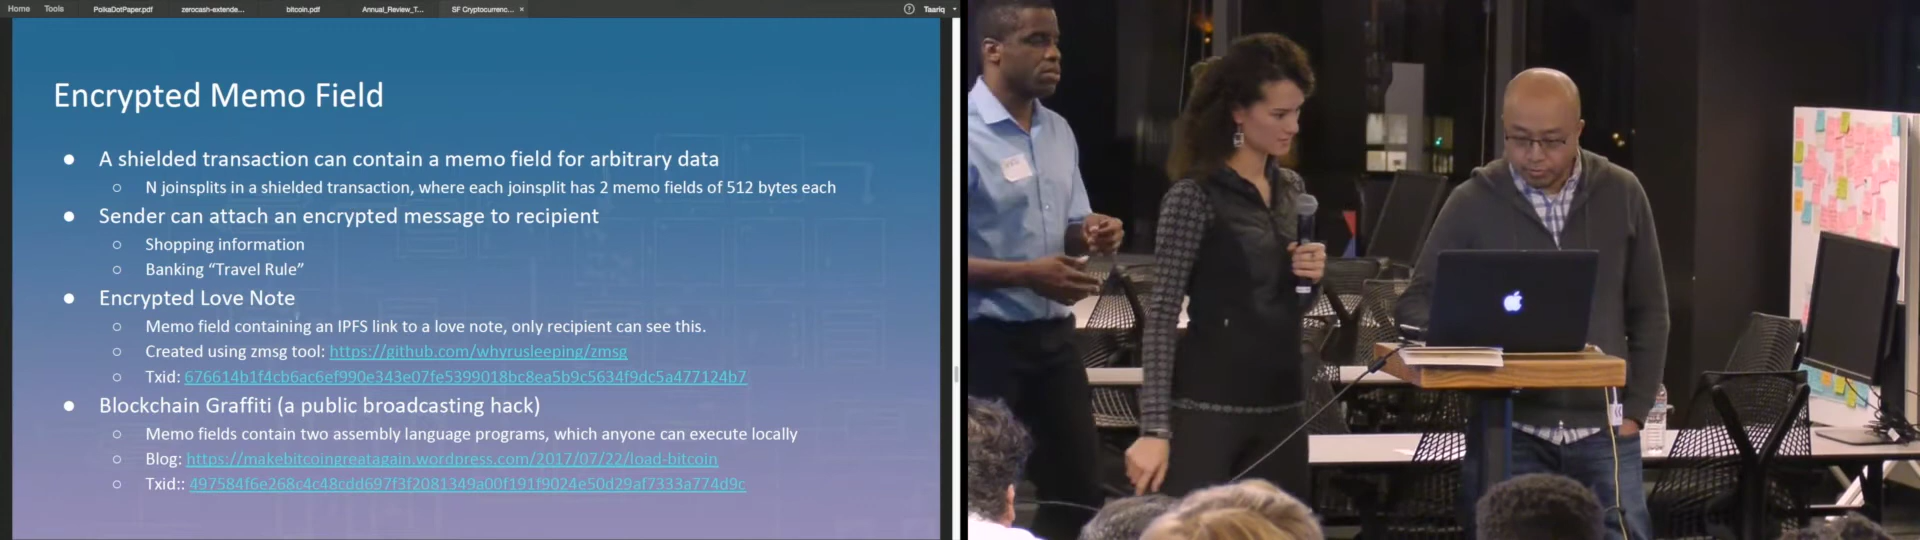 Home Tools PolkaDotPaper.pdf zerocash-extende... bitcoin.pdf Annual_Review_T... SF Cryptocurrenc... × ? Taariq
Encrypted Memo Field
● A shielded transaction can contain a memo field for arbitrary data
○ N joinsplits in a shielded transaction, where each joinsplit has 2 memo fields of 512 bytes each
● Sender can attach an encrypted message to recipient
○ Shopping information
○ Banking “Travel Rule”
● Encrypted Love Note
○ Memo field containing an IPFS link to a love note, only recipient can see this.
○ Created using zmsg tool: https://github.com/whyrusleeping/zmsg
○ Txid: 676614b1f4cb6ac6ef990e343e07fe5399018bc8ea5b9c5634f9dc5a477124b7
● Blockchain Graffiti (a public broadcasting hack)
○ Memo fields contain two assembly language programs, which anyone can execute locally
○ Blog: https://makebitcoingreatagain.wordpress.com/2017/07/22/load-bitcoin
○ Txid:: 497584f6e268c4c48cdd697f3f2081349a00f191f9024e50d29af7333a774d9c